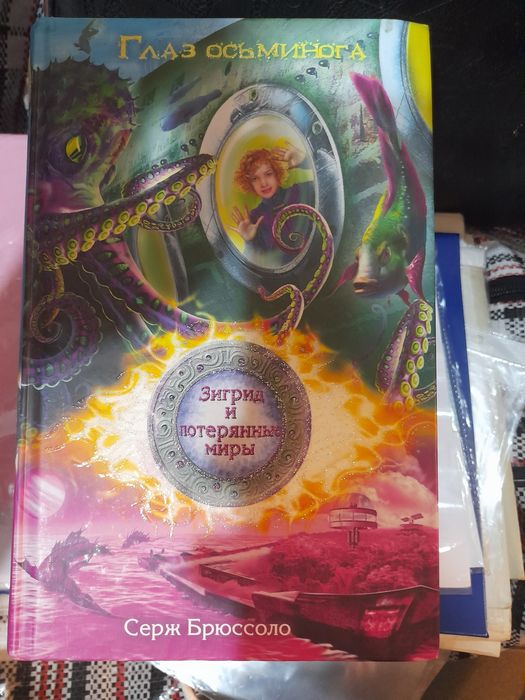 Глаз осьминога
Зигрид и
потерянные
миры
Серж Брюссоло